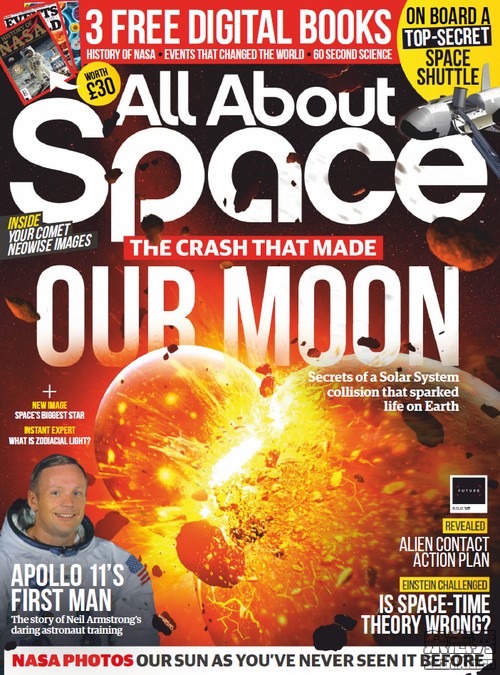 3 FREE DIGITAL BOOKS
HISTORY OF NASA • EVENTS THAT CHANGED THE WORLD • 60 SECOND SCIENCE
WORTH
£30
ON BOARD A
TOP-SECRET
SPACE
SHUTTLE
All About
Space
INSIDE
YOUR COMET
NEOWISE IMAGES
THE CRASH THAT MADE
OUR MOON
Secrets of a Solar System
collision that sparked
life on Earth
+
NEW IMAGE
SPACE'S BIGGEST STAR
INSTANT EXPERT
WHAT IS ZODIACAL LIGHT?
FUTURE
REVEALED
ALIEN CONTACT
ACTION PLAN
EINSTEIN CHALLENGED
IS SPACE-TIME
THEORY WRONG?
APOLLO 11'S
FIRST MAN
The story of Neil Armstrong's
daring astronaut training
NASA PHOTOS OUR SUN AS YOU'VE NEVER SEEN IT BEFORE